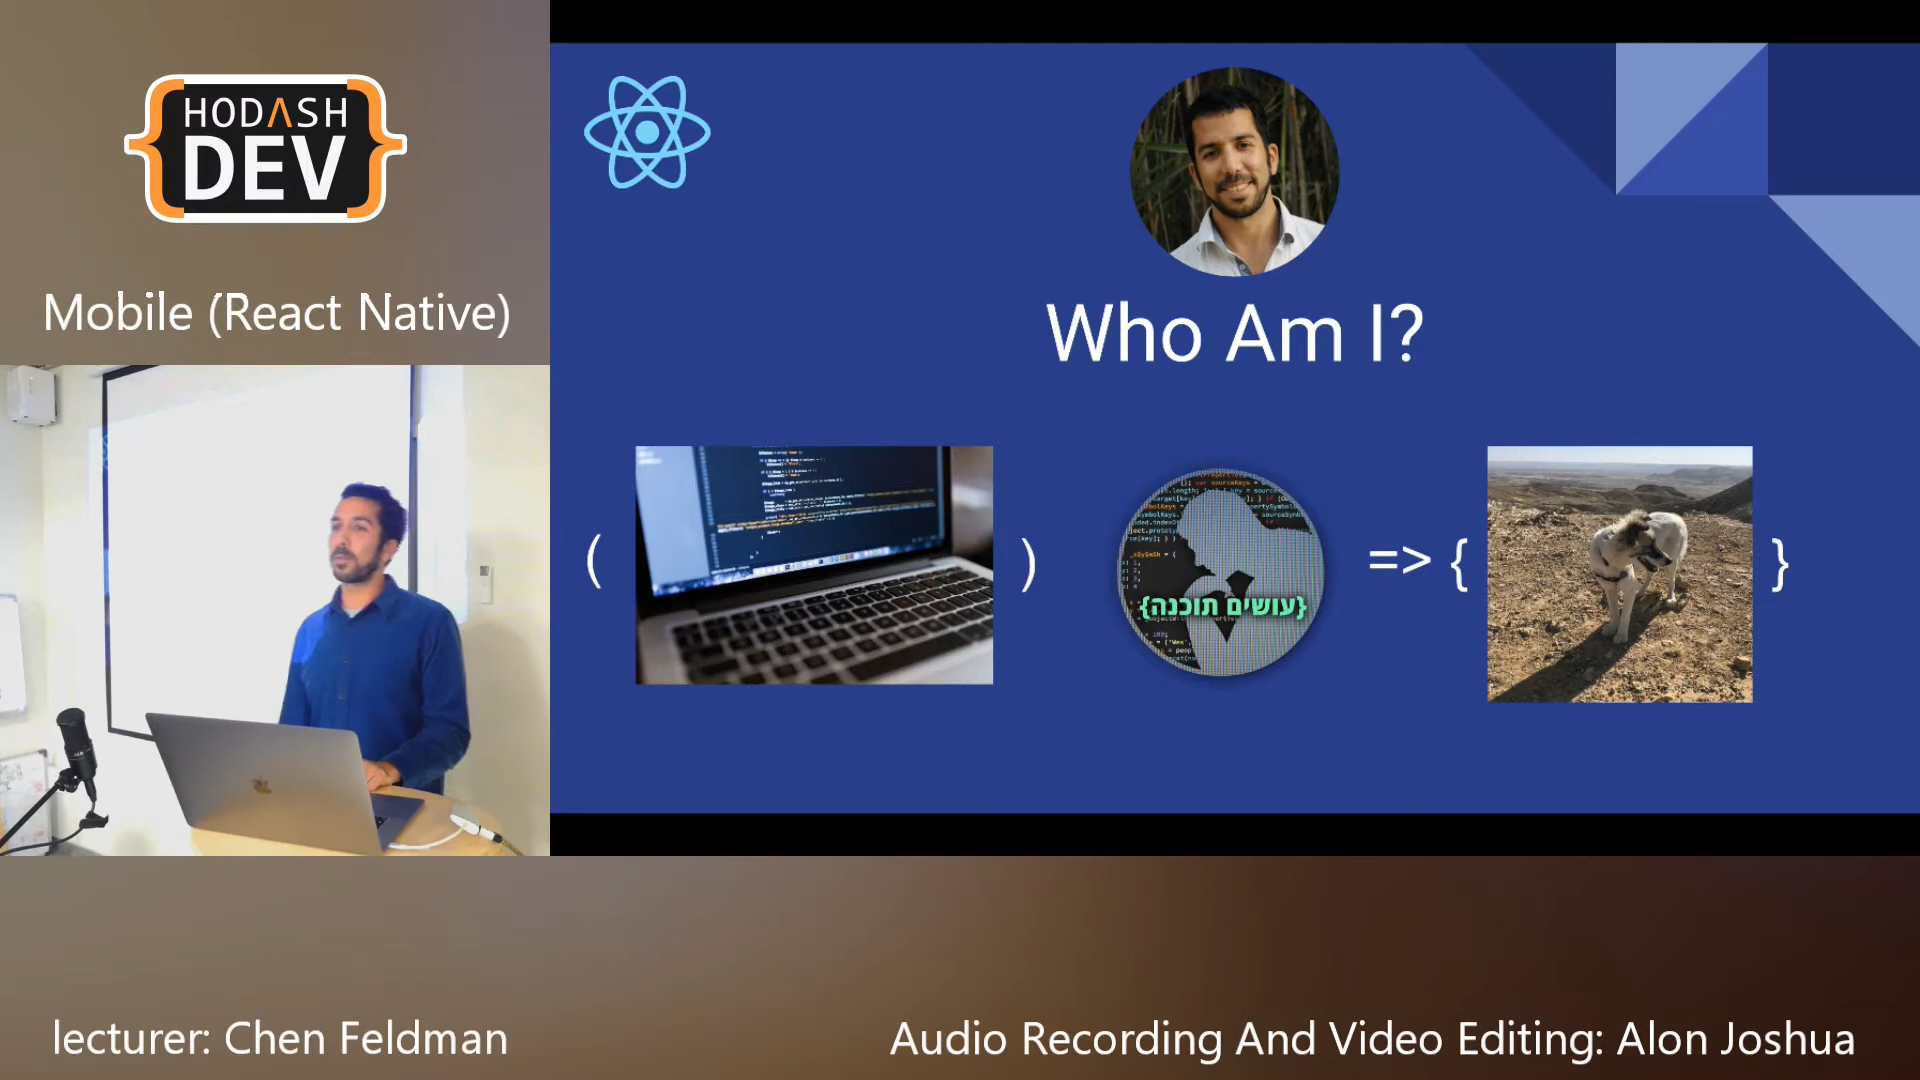 HODASH
DEV
Mobile (React Native)
Who Am I?
(
)
{עושים תוכנה}
=> {
}
lecturer: Chen Feldman
Audio Recording And Video Editing: Alon Joshua